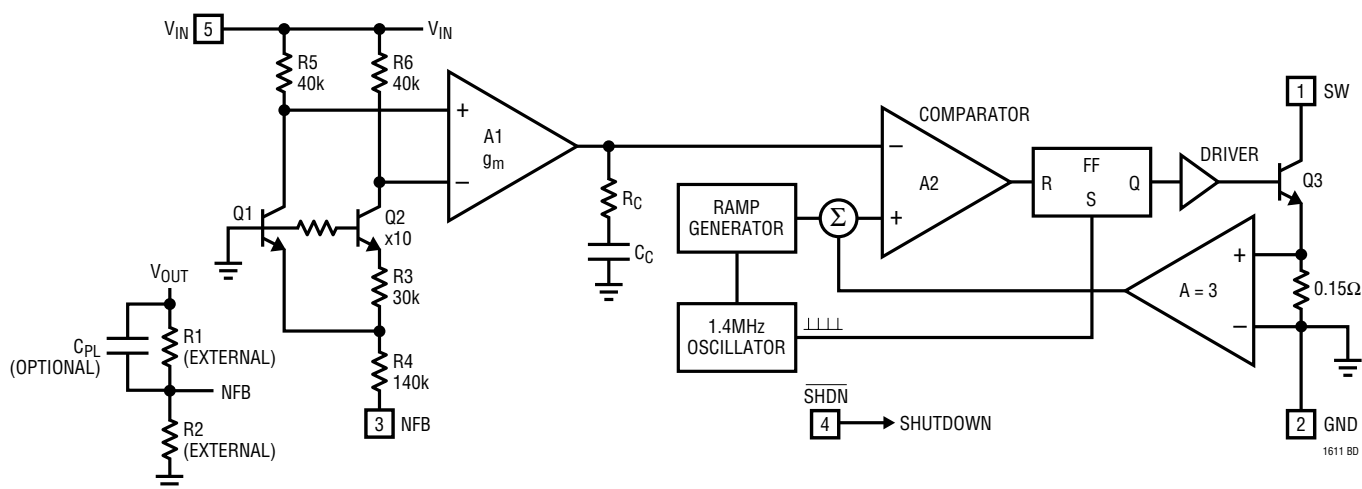 VIN 5
VIN
R5
40k
R6
40k
+
A1
gm
−
Q1
Q2
x10
R3
30k
R4
140k
3 NFB
VOUT
CPL
(OPTIONAL)
R1
(EXTERNAL)
NFB
R2
(EXTERNAL)
RC
CC
COMPARATOR
−
A2
+
RAMP
GENERATOR
Σ
1.4MHz
OSCILLATOR
FF
R
S
Q
DRIVER
Q3
1 SW
+
A = 3
−
0.15Ω
SHDN
4
SHUTDOWN
2 GND
1611 BD